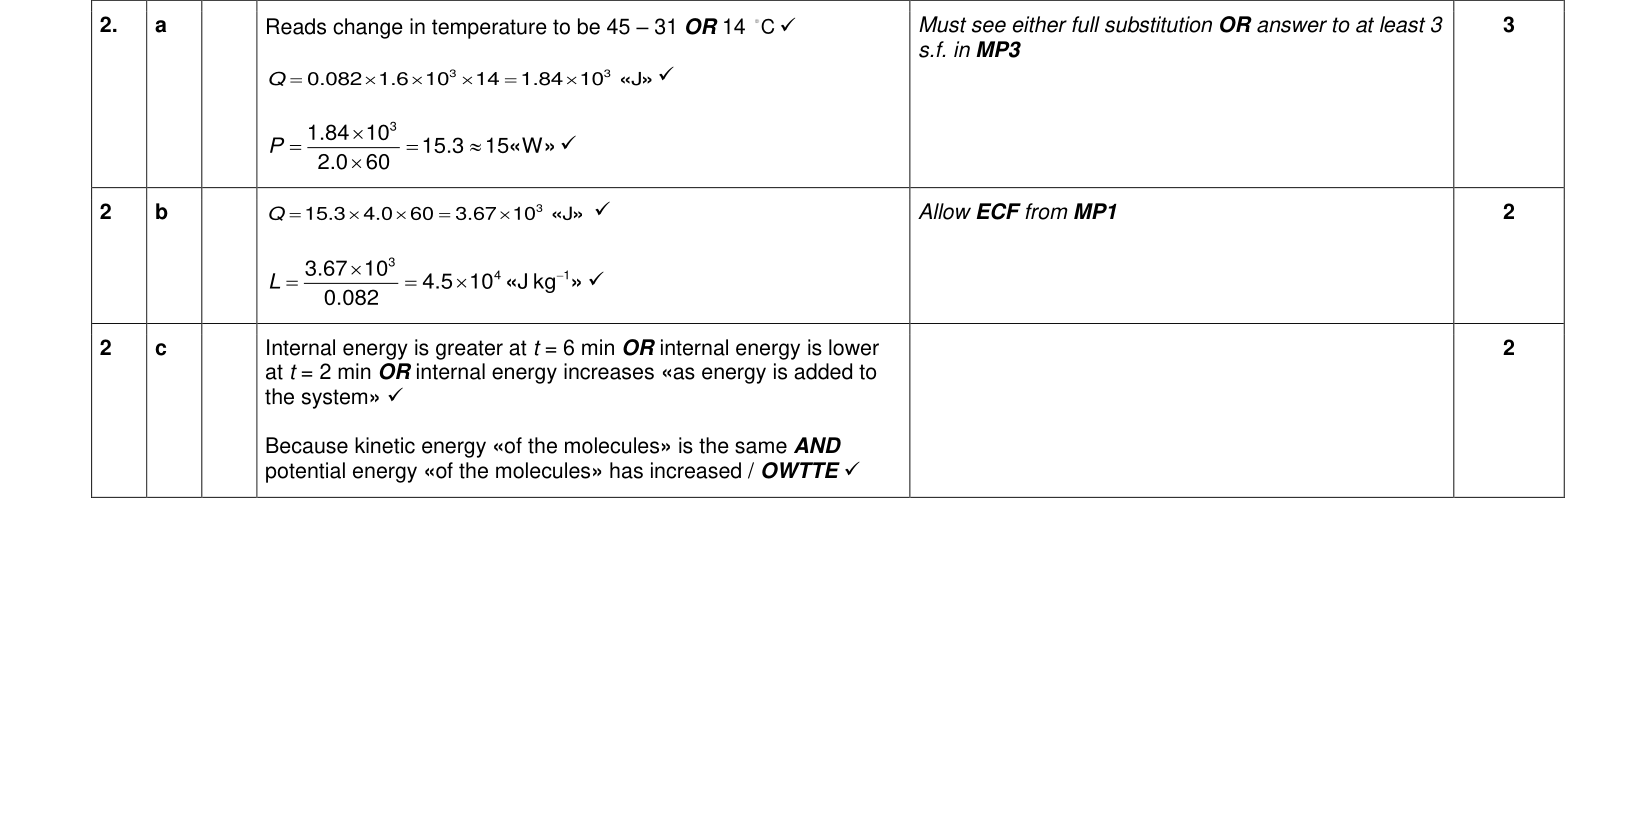 2. a Reads change in temperature to be 45 – 31 OR 14 °C ✓ Must see either full substitution OR answer to at least 3 3
s.f. in MP3
Q = 0.082 × 1.6 × 10³ × 14 = 1.84 × 10³ «J» ✓
P = 1.84 × 10³ / 2.0 × 60 = 15.3 ≈ 15«W» ✓
2 b Q = 15.3 × 4.0 × 60 = 3.67 × 10³ «J» ✓ Allow ECF from MP1 2
L = 3.67 × 10³ / 0.082 = 4.5 × 10⁴ «J kg⁻¹» ✓
2 c Internal energy is greater at t = 6 min OR internal energy is lower 2
at t = 2 min OR internal energy increases «as energy is added to
the system» ✓
Because kinetic energy «of the molecules» is the same AND
potential energy «of the molecules» has increased / OWTTE ✓